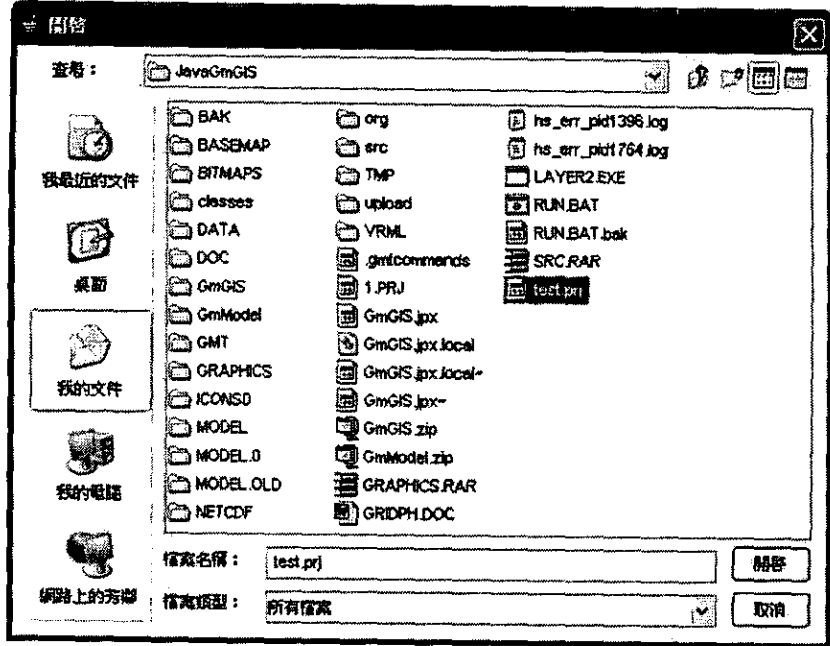 開啓
查看：
JavaGmGIS
我最近的文件
桌面
我的文件
我的電腦
網路上的芳鄰
BAK
BASEMAP
BITMAPS
classes
DATA
DOC
GmGIS
GmModel
GMT
GRAPHICS
ICONS0
MODEL
MODEL.0
MODEL.OLD
NETCDF
org
src
TMP
upload
VRML
.gmtcommands
1.PRJ
GmGIS.jpx
GmGIS.jpx.local
GmGIS.jpx.local~
GmGIS.jpx~
GmGIS.zip
GmModel.zip
GRAPHICS.RAR
GRIDPH.DOC
hs_err_pid1396.log
hs_err_pid1764.log
LAYER2.EXE
RUN.BAT
RUN.BAT.bak
SRC.RAR
test.prj
檔案名稱：
test.prj
開啓
檔案類型：
所有檔案
取消